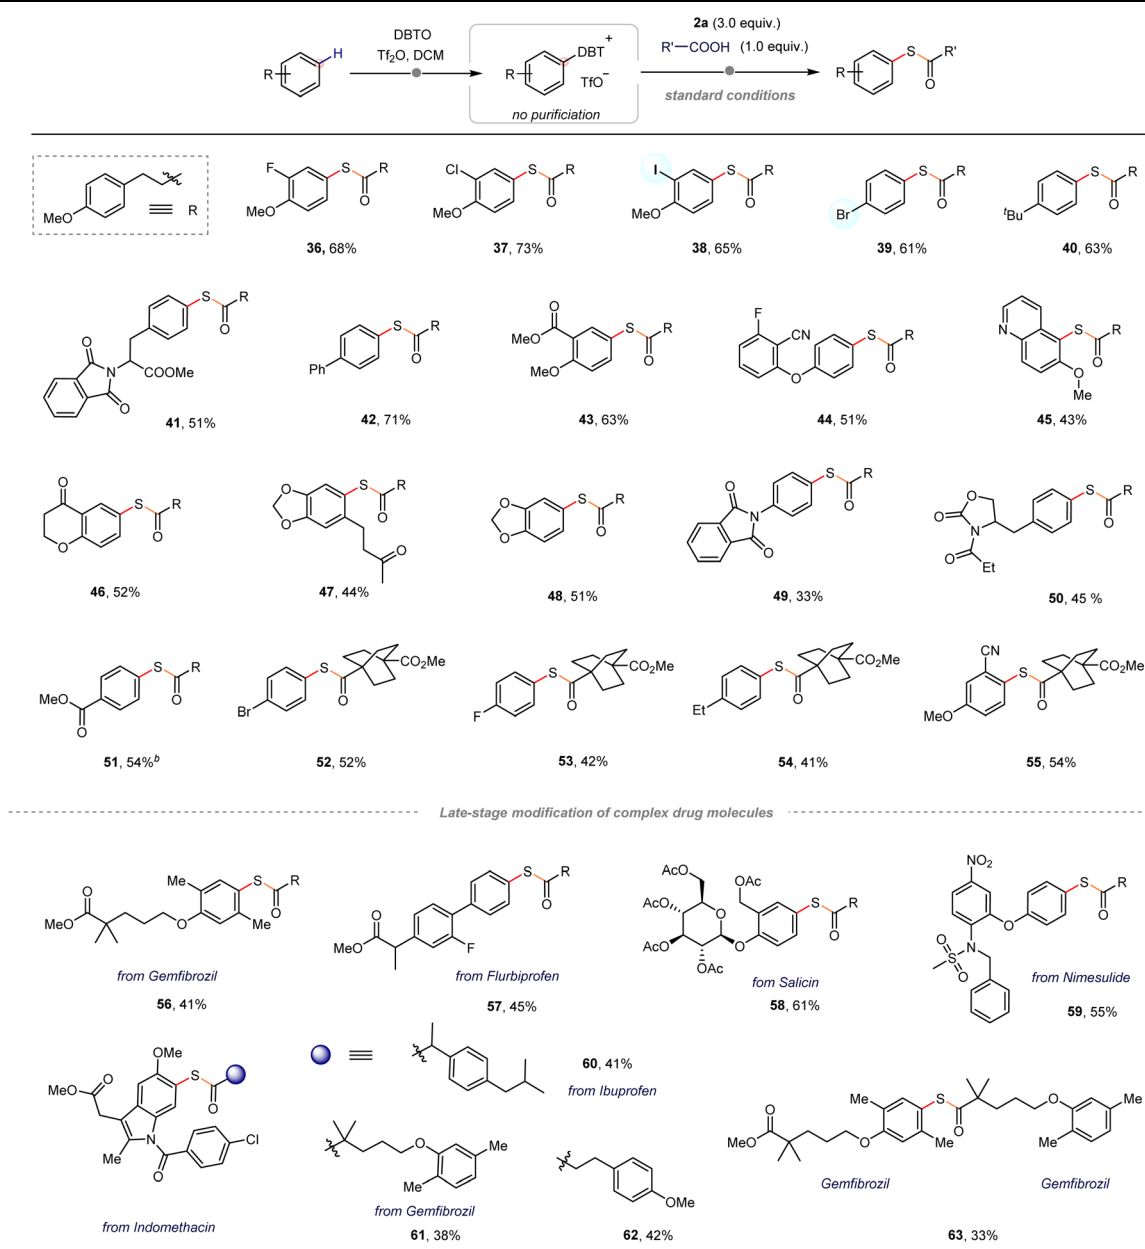 DBTO
Tf₂O, DCM
2a (3.0 equiv.)
R'—COOH (1.0 equiv.)
standard conditions
R
H
R
DBT⁺
TfO⁻
no purificiation
R
S
R'
O
MeO
≡ R
F
MeO
S
R
O
36, 68%
Cl
MeO
S
R
O
37, 73%
I
MeO
S
R
O
38, 65%
Br
S
R
O
39, 61%
ᵗBu
S
R
O
40, 63%
O
N
O
COOMe
S
R
O
41, 51%
Ph
S
R
O
42, 71%
O
MeO
MeO
S
R
O
43, 63%
F
CN
O
S
R
O
44, 51%
N
S
R
O
O
Me
45, 43%
O
O
S
R
O
46, 52%
O
O
S
R
O
O
47, 44%
O
O
S
R
O
48, 51%
O
N
O
S
R
O
49, 33%
O
O
N
O
Et
S
R
O
50, 45 %
MeO
O
S
R
O
51, 54%ᵇ
Br
S
O
CO₂Me
52, 52%
F
S
O
CO₂Me
53, 42%
Et
S
O
CO₂Me
54, 41%
CN
MeO
S
O
CO₂Me
55, 54%
Late-stage modification of complex drug molecules
O
MeO
O
Me
Me
S
R
O
from Gemfibrozil
56, 41%
O
MeO
F
S
R
O
from Flurbiprofen
57, 45%
AcO
AcO
AcO
OAc
O
O
OAc
S
R
O
fom Salicin
58, 61%
NO₂
O
N
S
O
O
S
R
O
from Nimesulide
59, 55%
OMe
MeO
O
S
O
N
Me
O
Cl
from Indomethacin
≡
60, 41%
from Ibuprofen
O
Me
Me
from Gemfibrozil
61, 38%
OMe
62, 42%
O
MeO
O
Me
Me
S
O
O
Me
Me
Gemfibrozil
Gemfibrozil
63, 33%